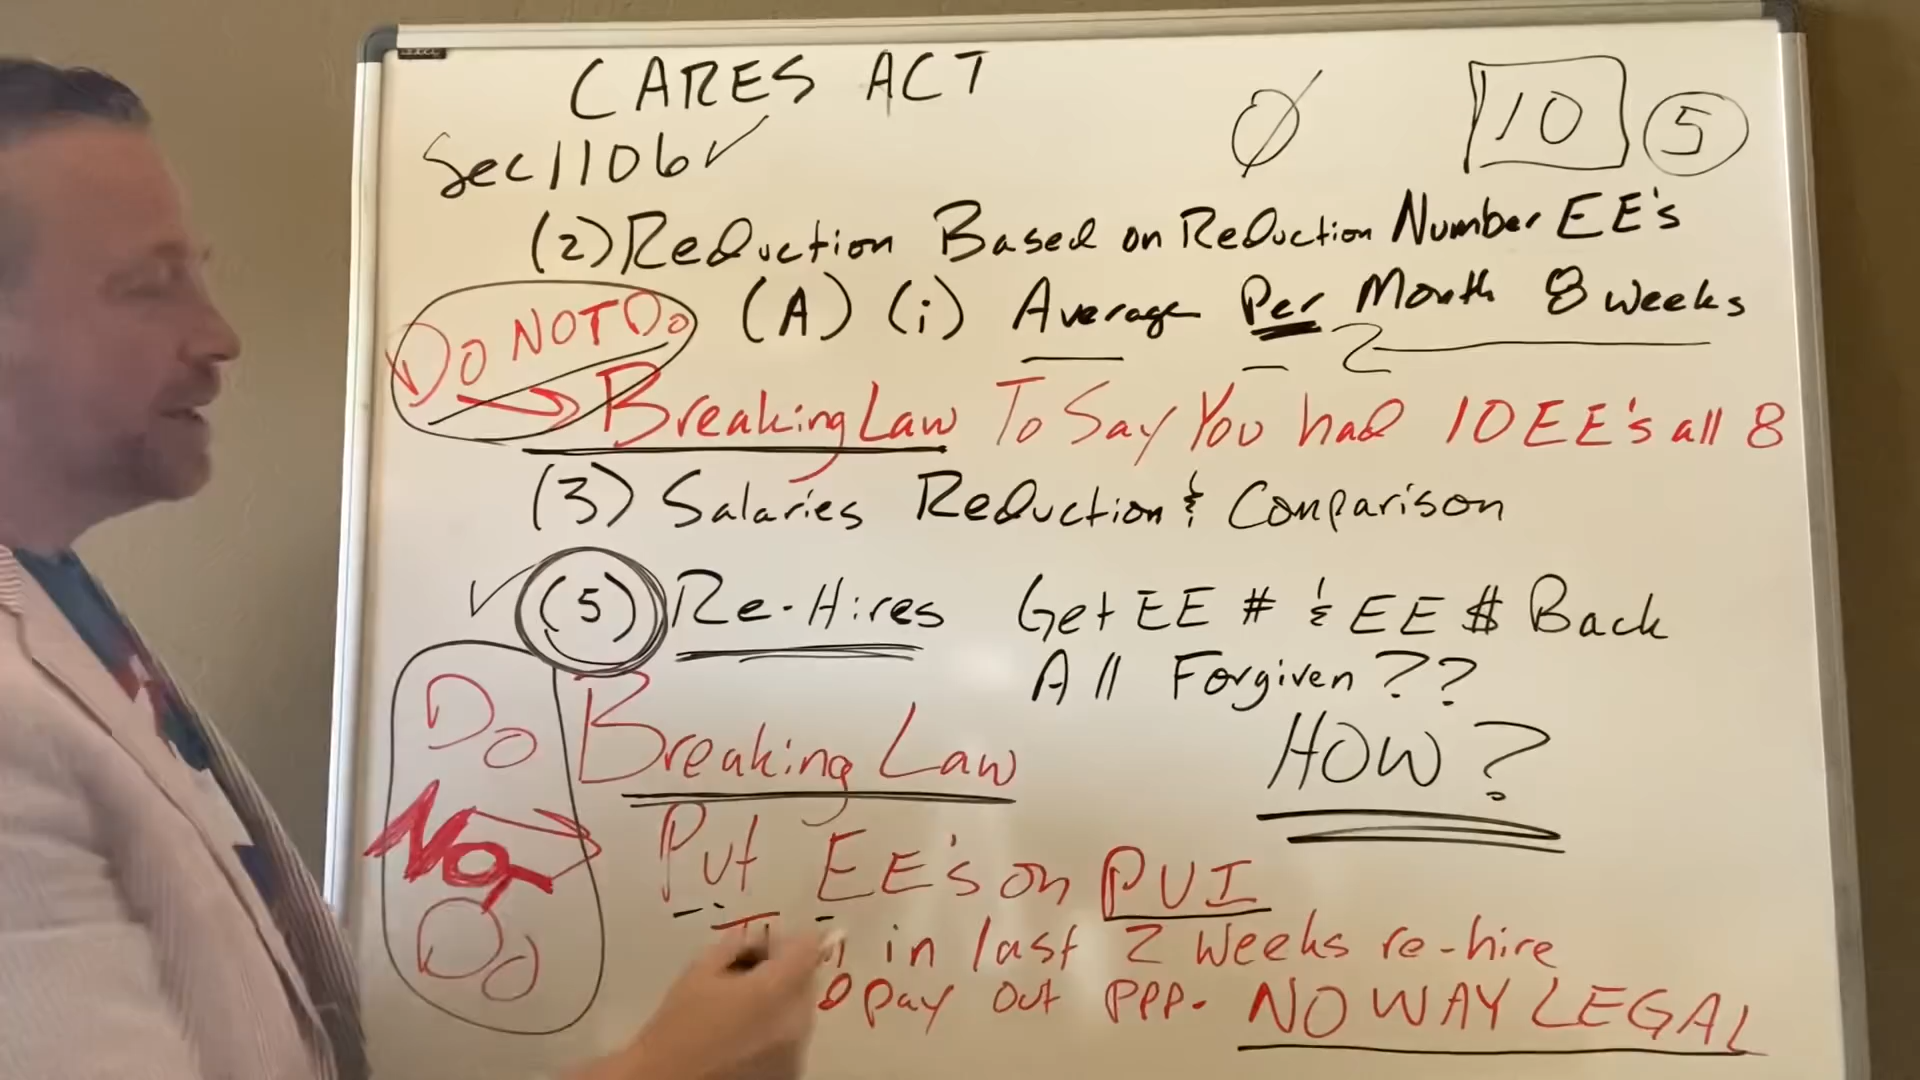 CARES ACT
Sec 1106 ✓
Ø 10 5
(2) Reduction Based on Reduction Number EE's
(A) (i) Average Per Month 8 weeks
DO NOT DO
Breaking Law To Say You had 10 EE's all 8
(3) Salaries Reduction & Comparison
(5) Re-Hires Get EE # & EE $ Back
All Forgiven ??
HOW?
Do
NO
Do
Breaking Law
Put EE's on PUI
in last 2 weeks re-hire
pay out PPP. NO WAY LEGAL